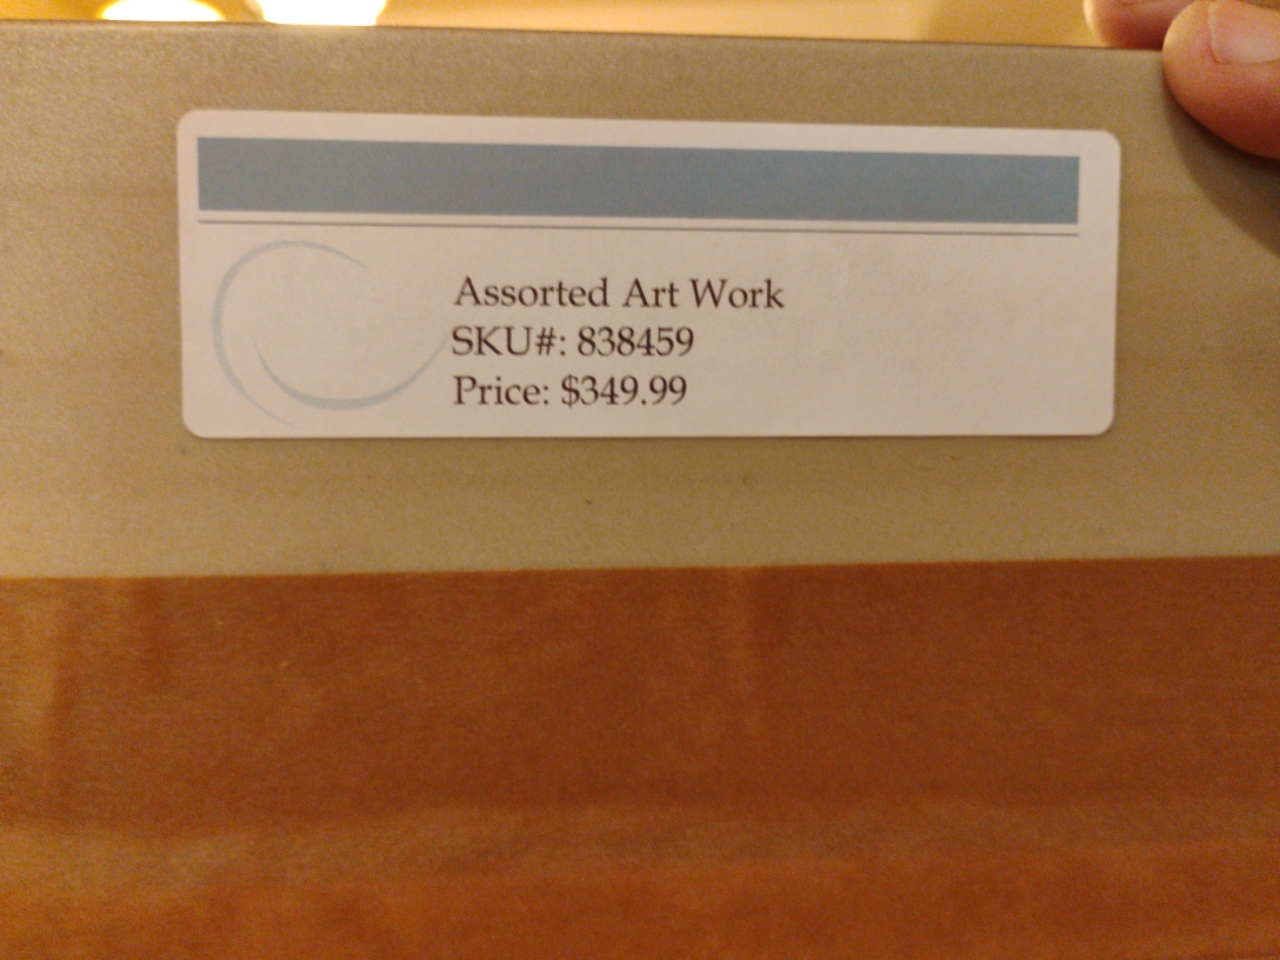 Assorted Art Work
SKU#: 838459
Price: $349.99